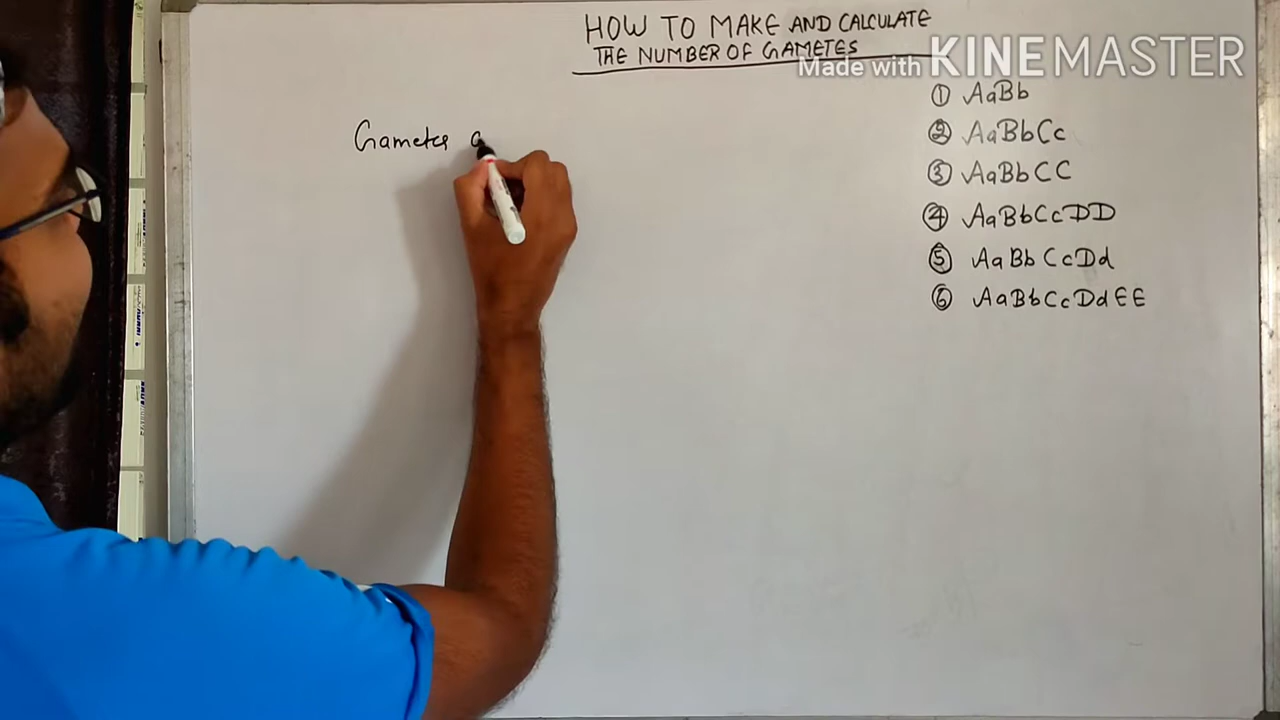 HOW TO MAKE AND CALCULATE
THE NUMBER OF GAMETES
Made with KINEMASTER
① AaBb
② AaBbCc
③ AaBbCC
④ AaBbCcDD
⑤ AaBbCcDd
⑥ AaBbCcDdEE
Gametes